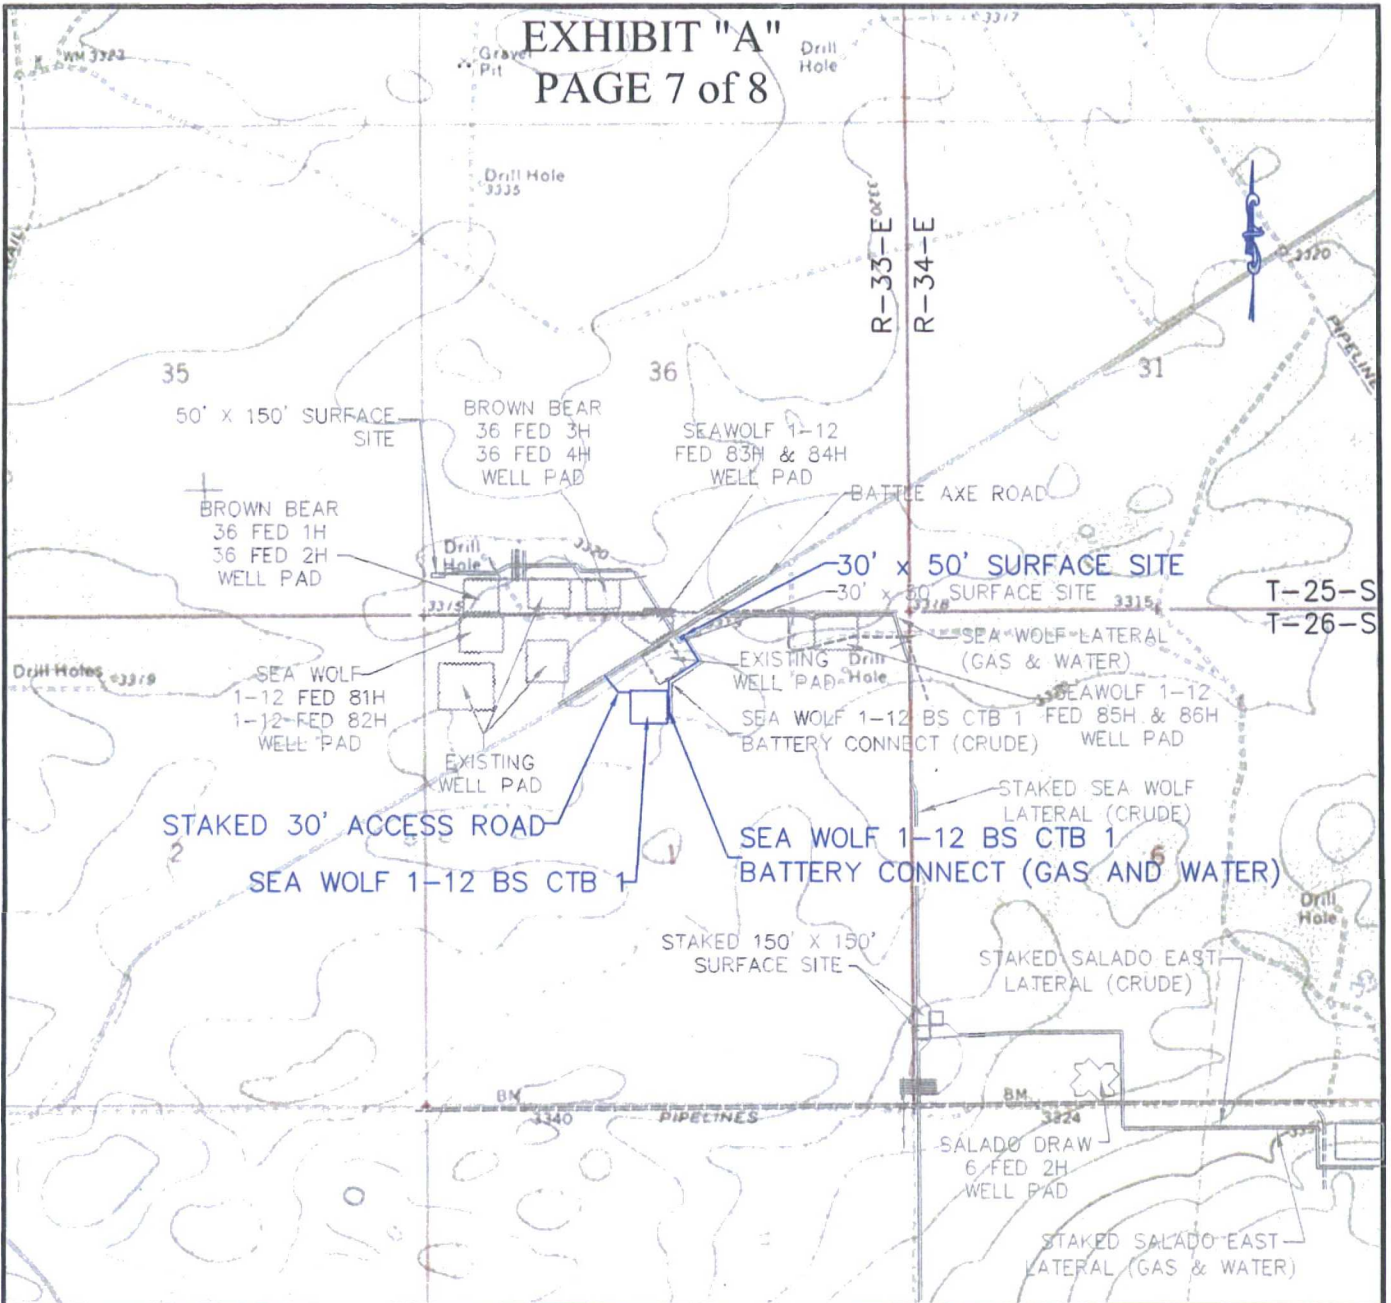 EXHIBIT "A"
PAGE 7 of 8
WM 3323
Gravel
Pit
Drill
Hole
3317
Drill Hole
3335
3320
R-33-E
R-34-E
3320
PIPELINE
35
36
31
50' X 150' SURFACE
SITE
BROWN BEAR
36 FED 3H
36 FED 4H
WELL PAD
SEAWOLF 1-12
FED 83H & 84H
WELL PAD
BATTLE AXE ROAD
BROWN BEAR
36 FED 1H
36 FED 2H
WELL PAD
Drill
Hole
3320
30' x 50' SURFACE SITE
30' x 50' SURFACE SITE
3315
3318
3315
T-25-S
T-26-S
SEA WOLF LATERAL
(GAS & WATER)
EXISTING
WELL PAD
Drill
Hole
Drill Holes
3319
SEA WOLF
1-12 FED 81H
1-12 FED 82H
WELL PAD
SEAWOLF 1-12
FED 85H & 86H
WELL PAD
SEA WOLF 1-12 BS CTB 1
BATTERY CONNECT (CRUDE)
EXISTING
WELL PAD
STAKED SEA WOLF
LATERAL (CRUDE)
STAKED 30' ACCESS ROAD
SEA WOLF 1-12 BS CTB 1
BATTERY CONNECT (GAS AND WATER)
2
1
6
SEA WOLF 1-12 BS CTB 1
Drill
Hole
STAKED 150' X 150'
SURFACE SITE
STAKED SALADO EAST
LATERAL (CRUDE)
BM
3340
PIPELINES
BM
3324
SALADO DRAW
6 FED 2H
WELL PAD
STAKED SALADO EAST
LATERAL (GAS & WATER)